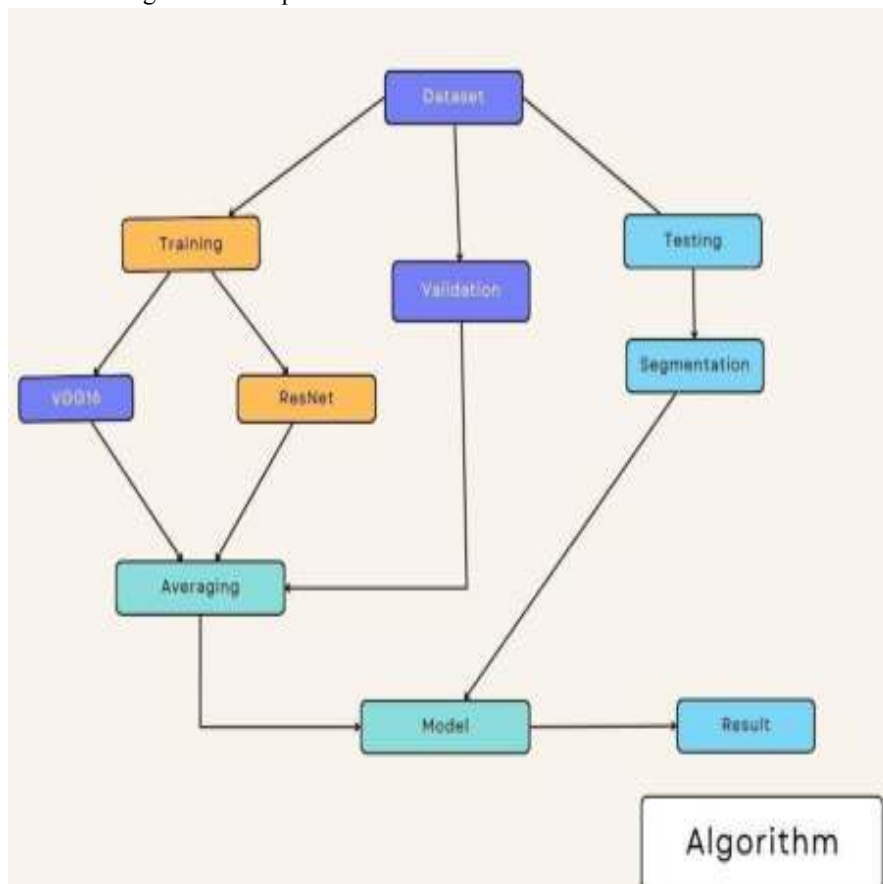 Dataset
Training
Testing
Validation
Segmentation
VGG16
ResNet
Averaging
Model
Result
Algorithm